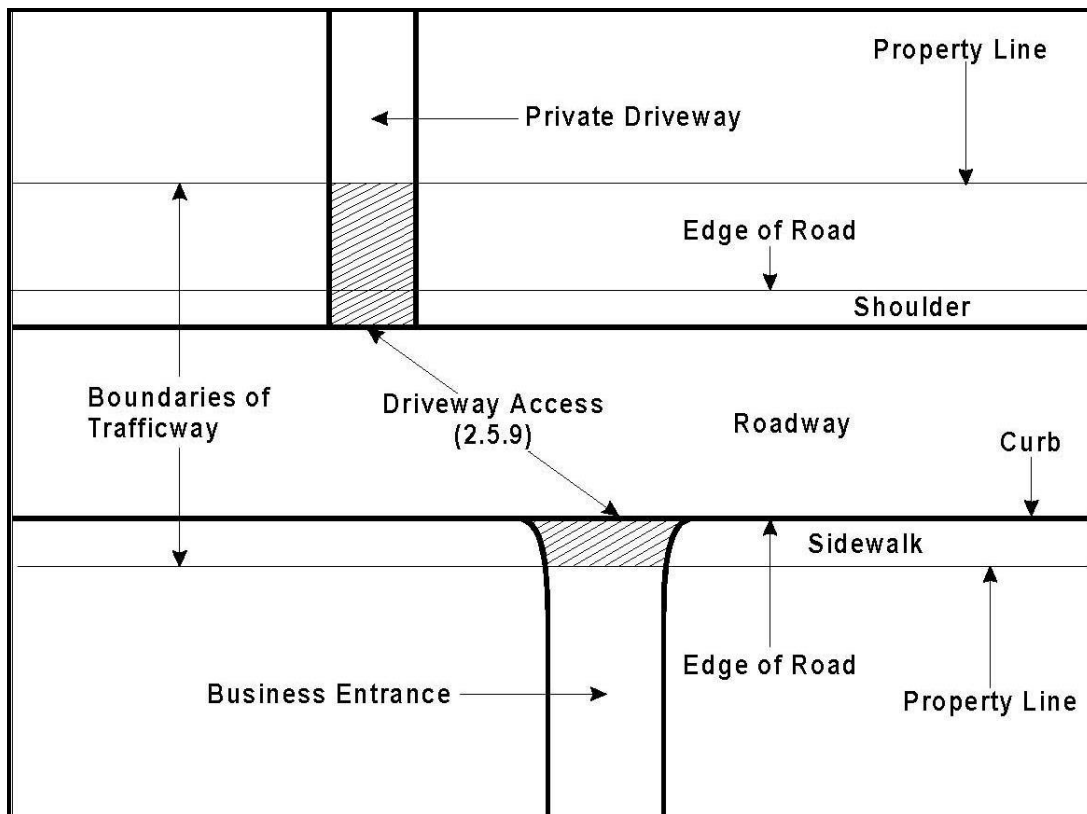 Property Line
Private Driveway
Edge of Road
Shoulder
Boundaries of
Trafficway
Driveway Access
(2.5.9)
Roadway
Curb
Sidewalk
Edge of Road
Business Entrance
Property Line